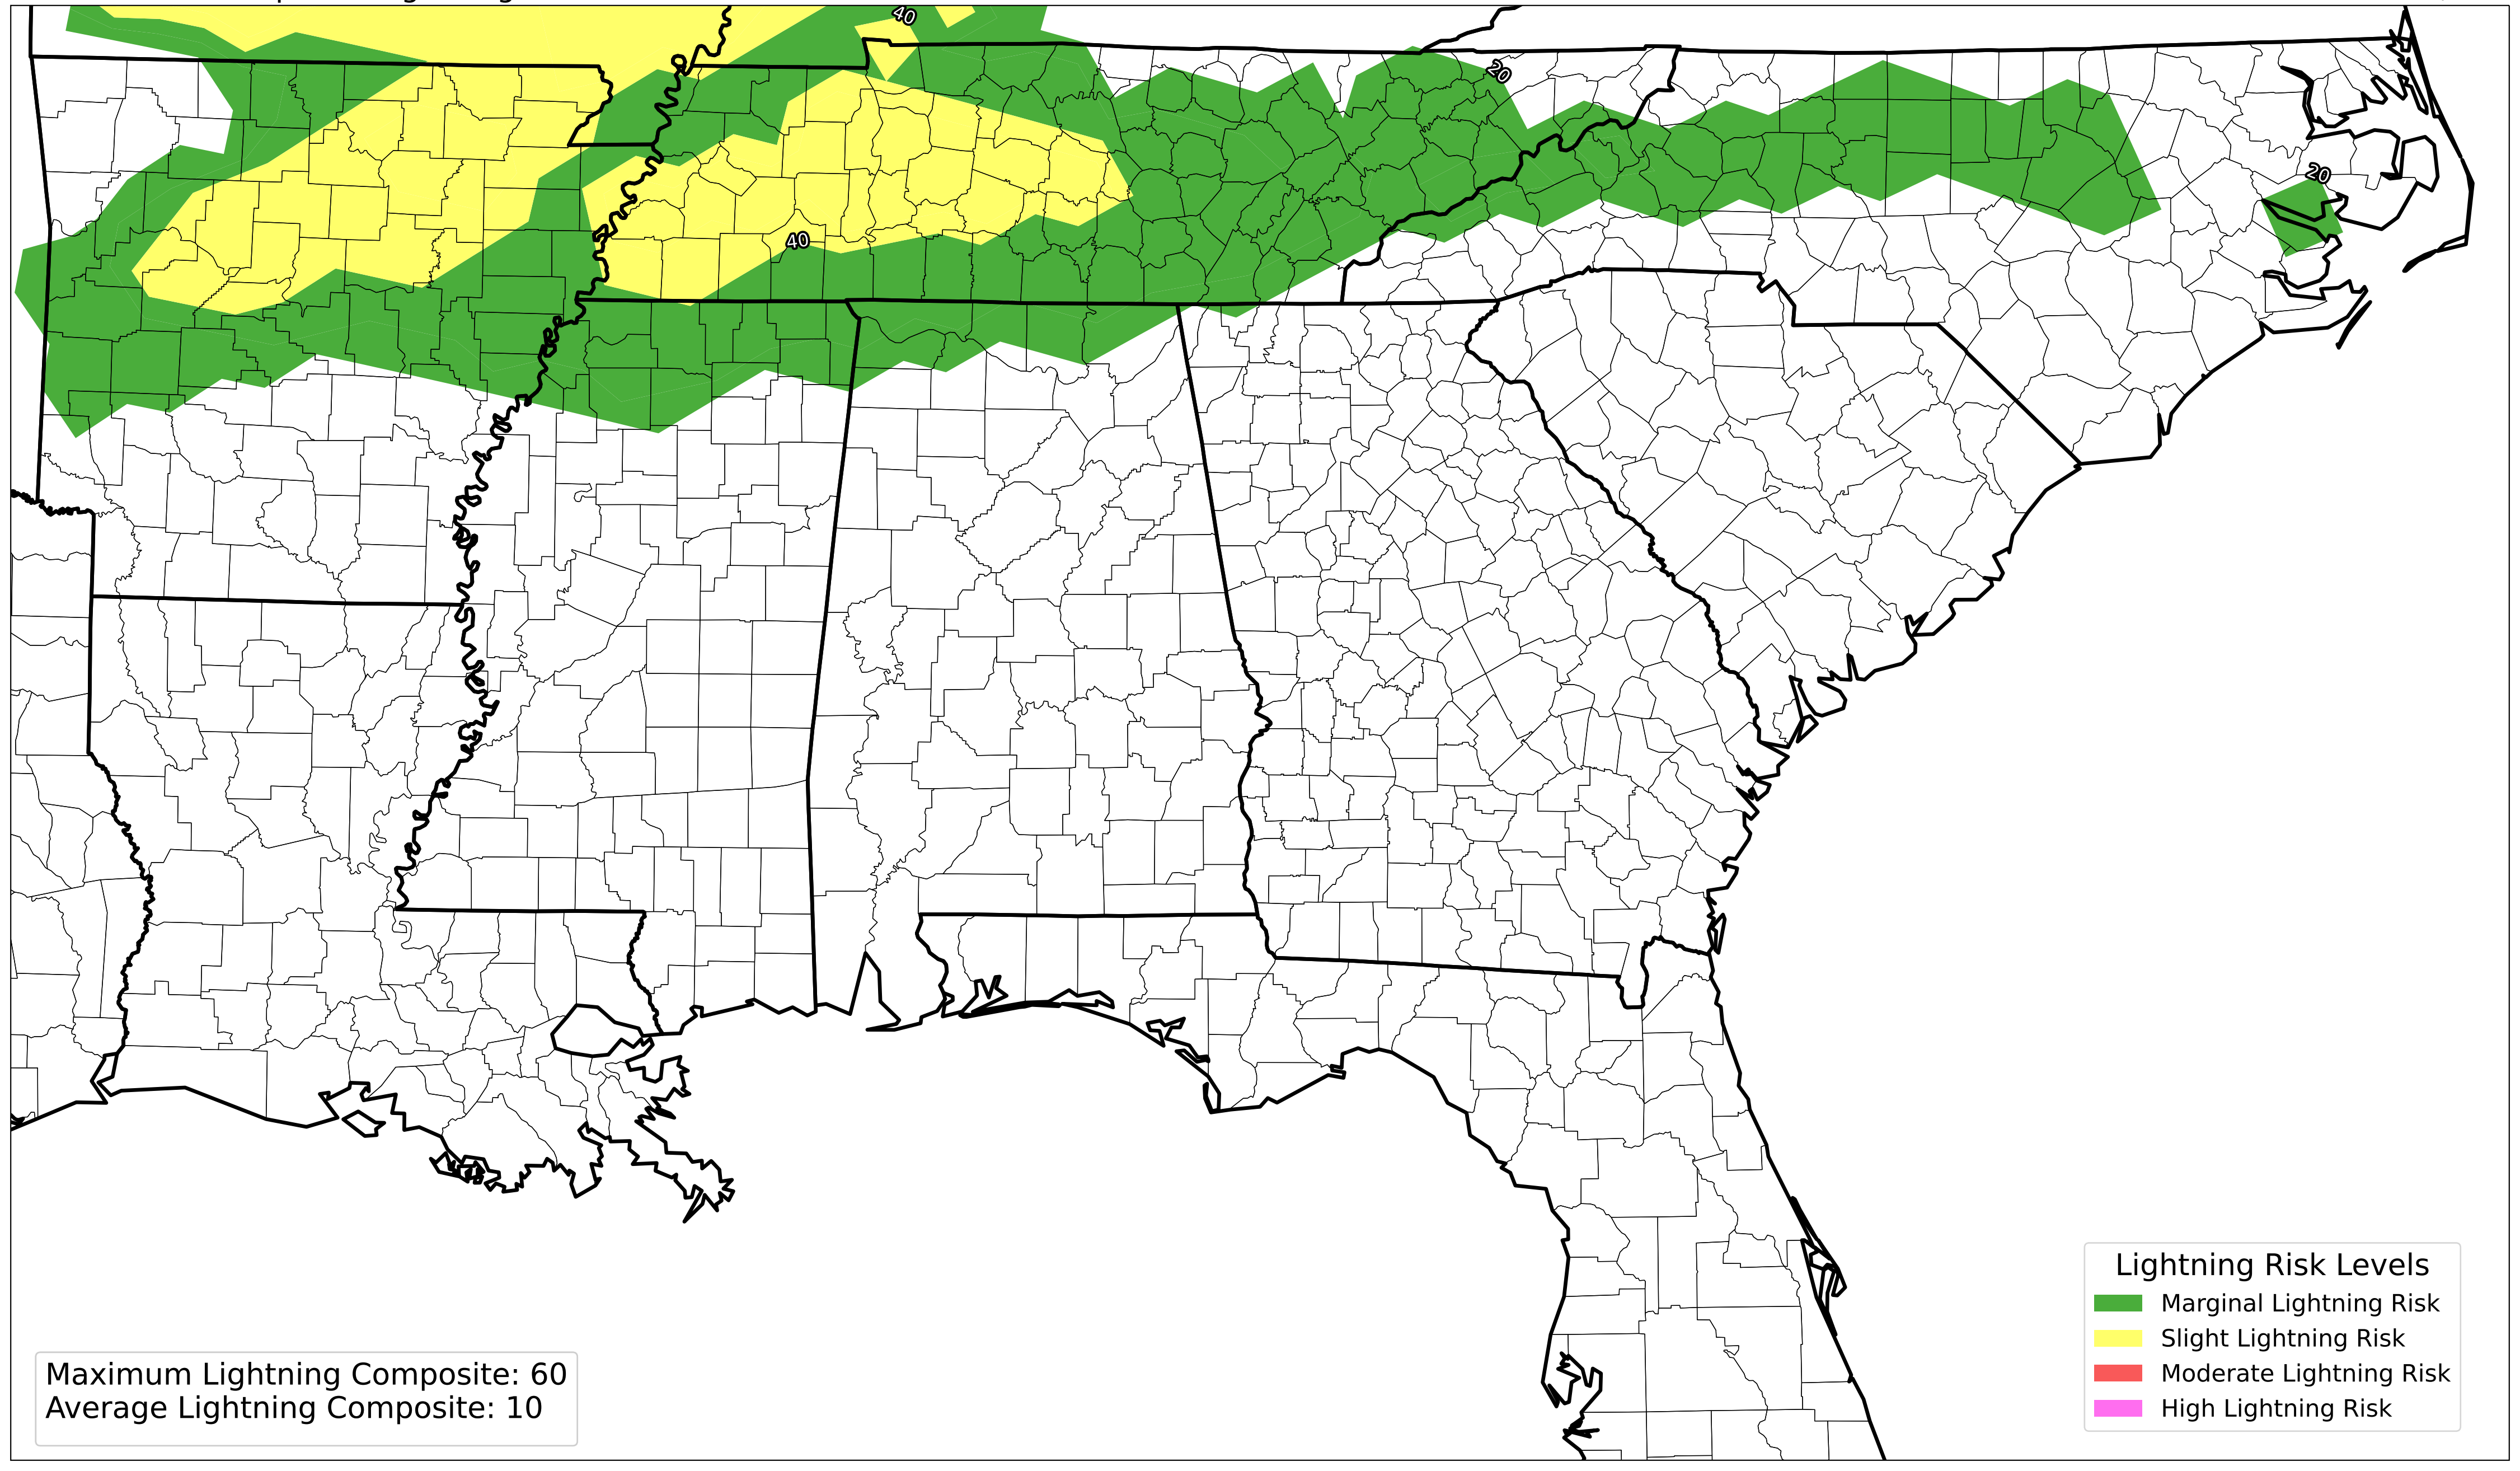 40
20
20
40
Lightning Risk Levels
Marginal Lightning Risk
Slight Lightning Risk
Moderate Lightning Risk
High Lightning Risk
Maximum Lightning Composite: 60
Average Lightning Composite: 10